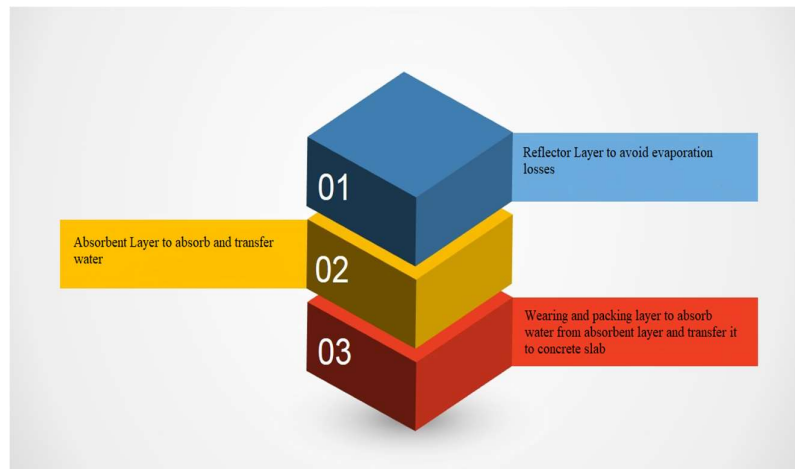 01
Reflector Layer to avoid evaporation
losses
Absorbent Layer to absorb and transfer
water
02
Wearing and packing layer to absorb
water from absorbent layer and transfer it
to concrete slab
03